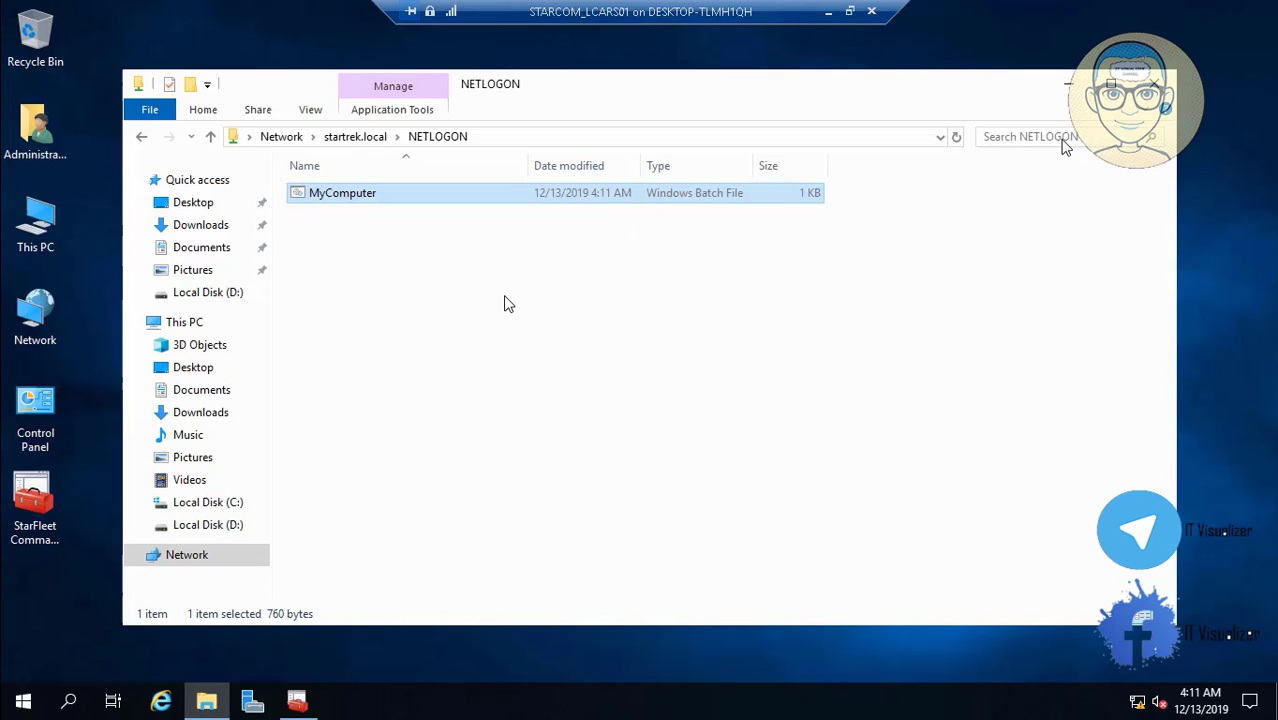 STARCOM_LCARS01 on DESKTOP-TLMH1QH
Recycle Bin
Administra...
This PC
Network
Control
Panel
StarFleet
Comma...
Manage
NETLOGON
File
Home
Share
View
Application Tools
Network
startrek.local
NETLOGON
Search NETLOGON
Name
Date modified
Type
Size
MyComputer
12/13/2019 4:11 AM
Windows Batch File
1 KB
Quick access
Desktop
Downloads
Documents
Pictures
Local Disk (D:)
This PC
3D Objects
Desktop
Documents
Downloads
Music
Pictures
Videos
Local Disk (C:)
Local Disk (D:)
Network
1 item
1 item selected
760 bytes
IT Visualizer
IT Visualizer
4:11 AM
12/13/2019